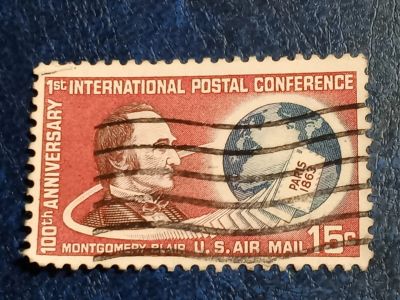 1st INTERNATIONAL POSTAL CONFERENCE
100th ANNIVERSARY
PARIS
1863
MONTGOMERY BLAIR U.S. AIR MAIL 15c